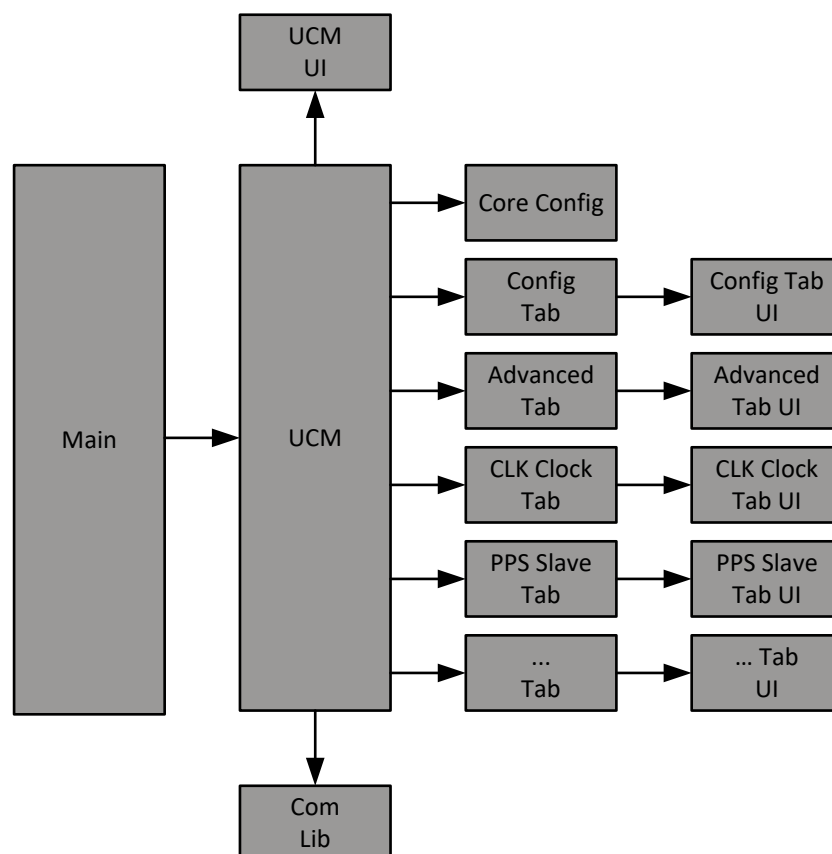 UCM
UI
Main
UCM
Core Config
Config
Tab
Config Tab
UI
Advanced
Tab
Advanced
Tab UI
CLK Clock
Tab
CLK Clock
Tab UI
PPS Slave
Tab
PPS Slave
Tab UI
...
Tab
... Tab
UI
Com
Lib